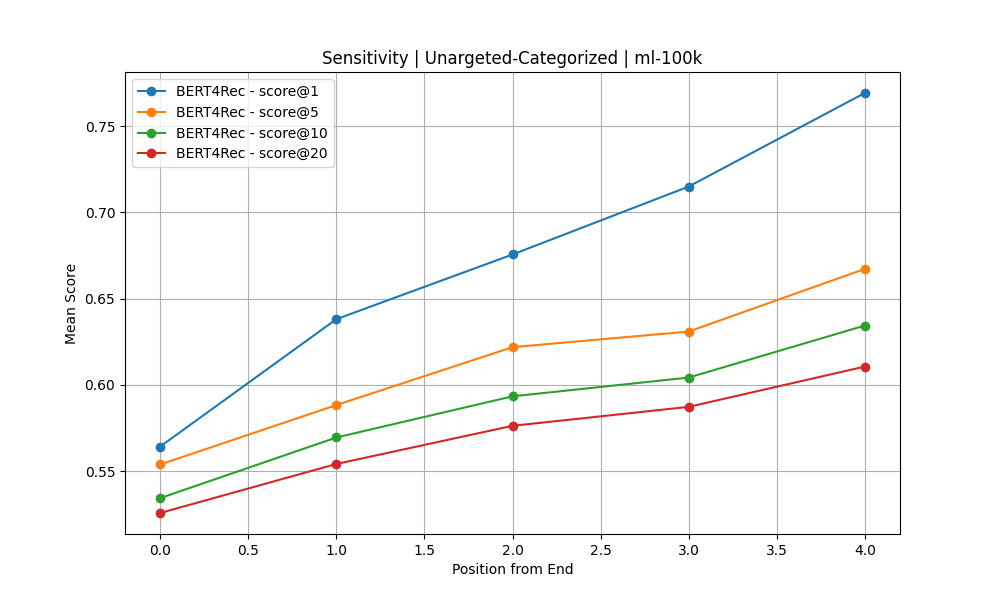 Sensitivity | Unargeted-Categorized | ml-100k
BERT4Rec - score@1
BERT4Rec - score@5
BERT4Rec - score@10
BERT4Rec - score@20
Mean Score
0.75
0.70
0.65
0.60
0.55
0.0 0.5 1.0 1.5 2.0 2.5 3.0 3.5 4.0
Position from End